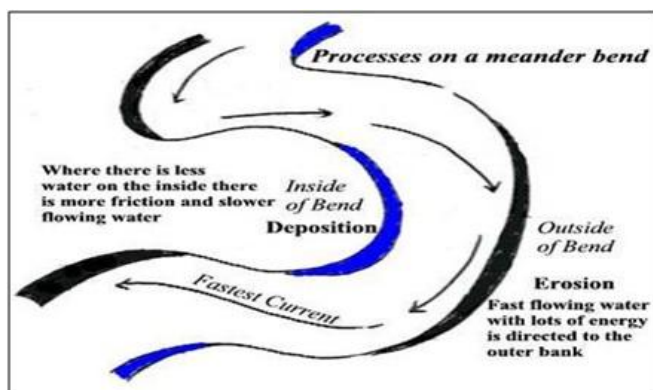 Processes on a meander bend
Where there is less
water on the inside there
is more friction and slower
flowing water
Inside
of Bend
Deposition
Outside
of Bend
Erosion
Fast flowing water
with lots of energy
is directed to the
outer bank
Fastest Current